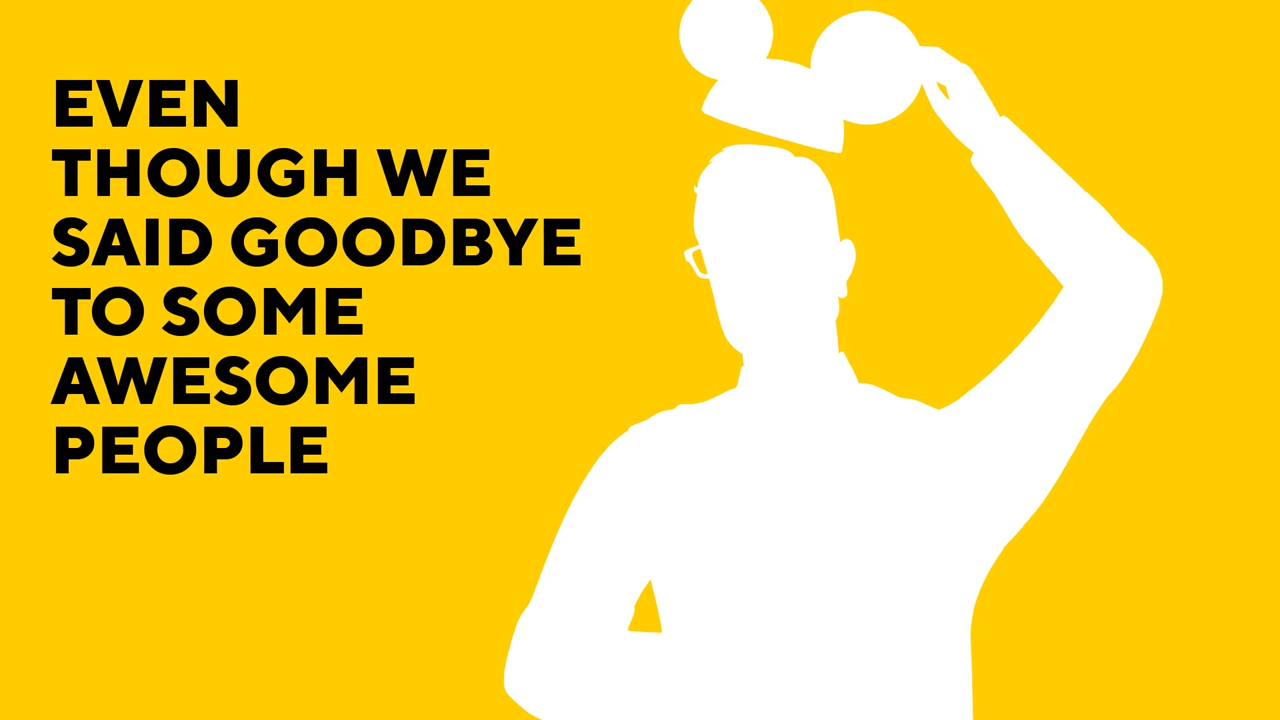 EVEN
THOUGH WE
SAID GOODBYE
TO SOME
AWESOME
PEOPLE